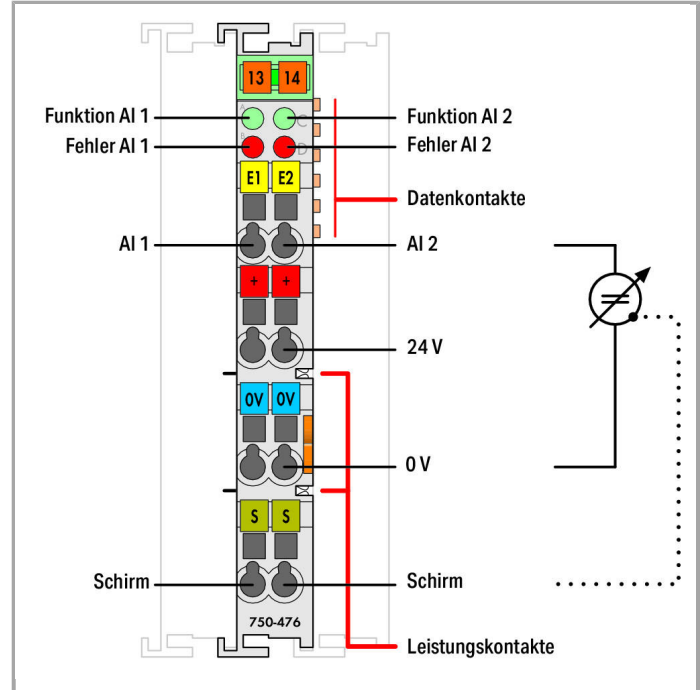 13 14
A C
Funktion AI 1 Funktion AI 2
B D
Fehler AI 1 Fehler AI 2
E1 E2
Datenkontakte
AI 1 AI 2
+ +
24 V
0V 0V
0 V
S S
Schirm Schirm
750-476
Leistungskontakte